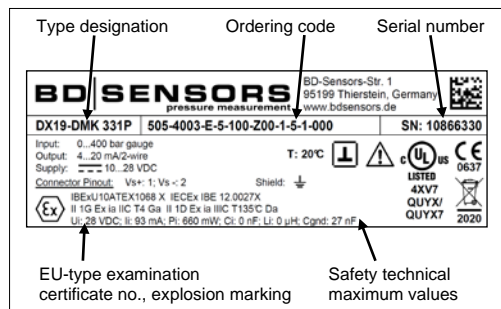 Type designation Ordering code Serial number
BD|SENSORS
pressure measurement
BD-Sensors-Str. 1
95199 Thierstein, Germany
www.bdsensors.de
DX19-DMK 331P 505-4003-E-5-100-Z00-1-5-1-000 SN: 10866330
Input: 0...400 bar gauge
Output: 4...20 mA/2-wire
Supply: 10...28 VDC
T: 20°C
Connector Pinout: Vs+: 1; Vs-: 2 Shield:
c UL us
LISTED
4XV7
QUYX/
QUYX7
CE
0637
2020
Ex
IBExU10ATEX1068 X IECEx IBE 12.0027X
II 1G Ex ia IIC T4 Ga II 1D Ex ia IIIC T135°C Da
Ui: 28 VDC; Ii: 93 mA; Pi: 660 mW; Ci: 0 nF; Li: 0 µH; Cgnd: 27 nF
EU-type examination
certificate no., explosion marking
Safety technical
maximum values